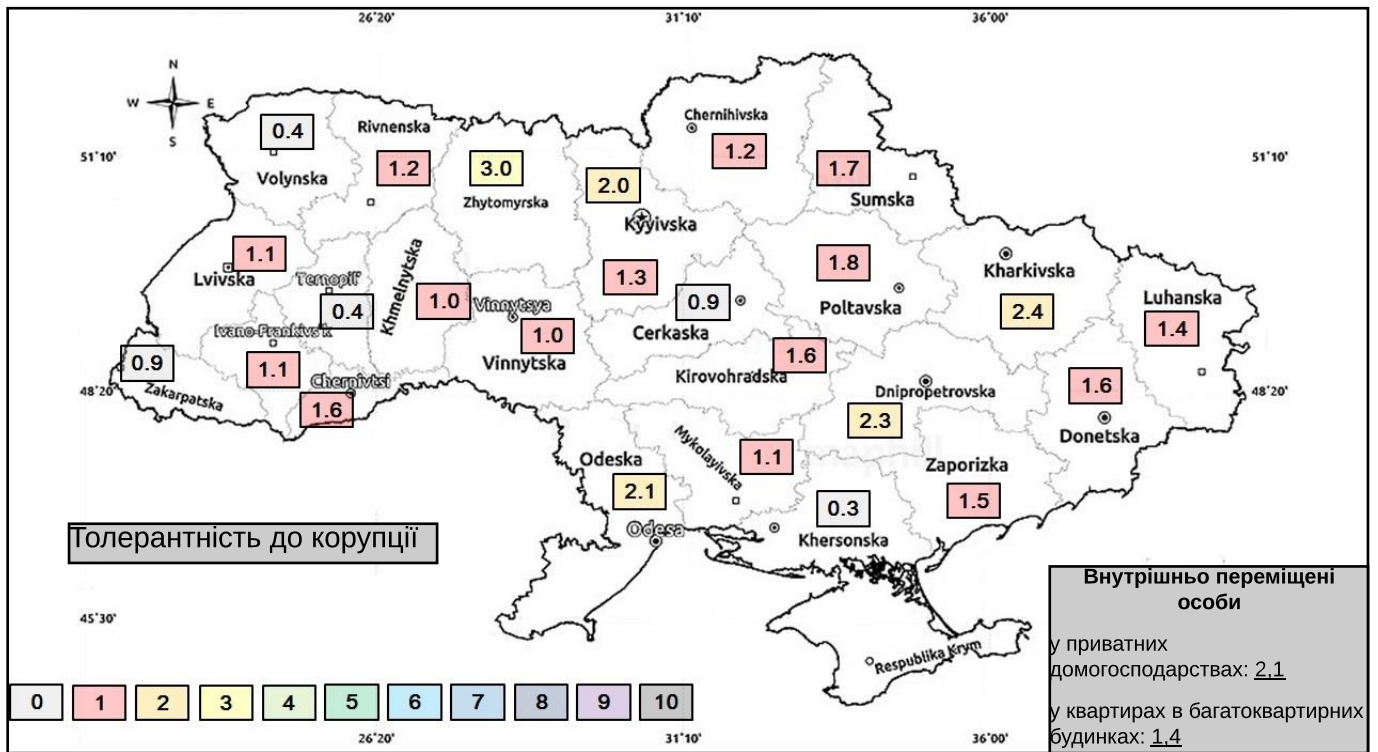 26°20'
31°10'
36°00'
N
W
E
S
51°10'
51°10'
Chernihivska
Rivnenska
0.4
1.2
1.2
3.0
2.0
1.7
Volynska
Zhytomyrska
Sumska
Kyyivska
1.1
Lvivska
Ternopil'
0.4
Khmelnytska
1.0
Vinnytsya
1.0
Vinnytska
1.3
0.9
Cerkaska
1.8
Poltavska
Kharkivska
2.4
Luhanska
1.4
Ivano-Frankivs'k
1.1
0.9
Zakarpatska
Chernivtsi
1.6
1.6
Kirovohradska
Dnipropetrovska
2.3
1.6
Donetska
48°20'
48°20'
Odeska
2.1
Odesa
Mykolayivska
1.1
Zaporizka
1.5
0.3
Khersonska
Толерантність до корупції
Внутрішньо переміщені
особи
у приватних
домогосподарствах: 2,1
у квартирах в багатоквартирних
будинках: 1,4
45°30'
Respublika Krym
0 1 2 3 4 5 6 7 8 9 10
26°20'
31°10'
36°00'